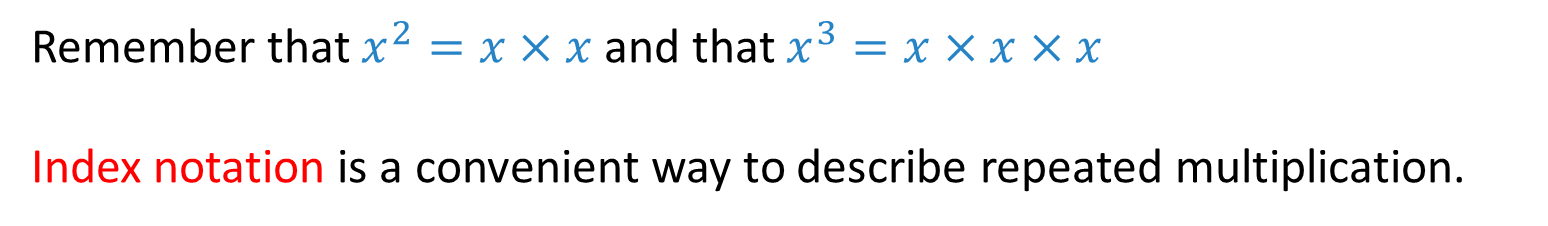 Remember that x² = x × x and that x³ = x × x × x
Index notation is a convenient way to describe repeated multiplication.